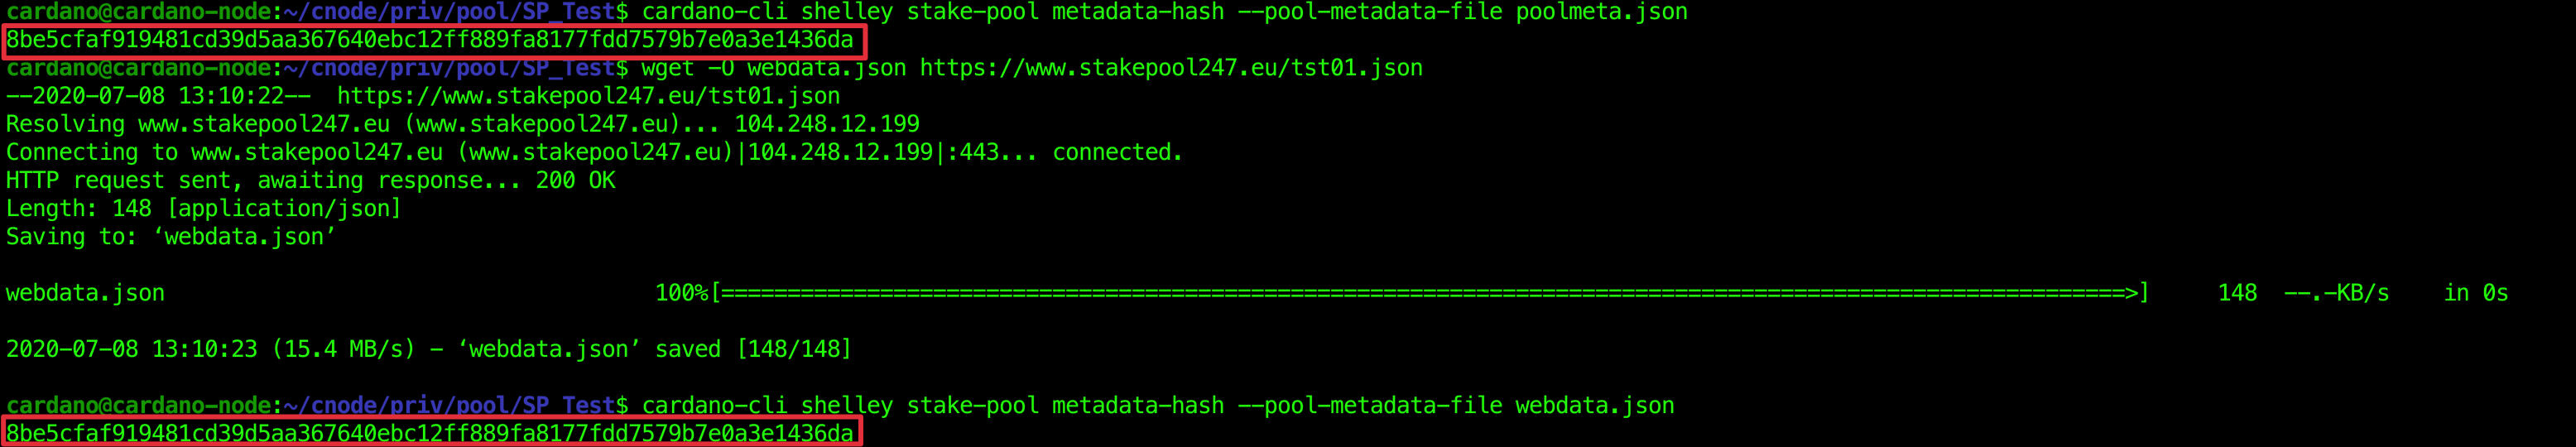 cardano@cardano-node:~/cnode/priv/pool/SP_Test$ cardano-cli shelley stake-pool metadata-hash --pool-metadata-file poolmeta.json
8be5cfaf919481cd39d5aa367640ebc12ff889fa8177fdd7579b7e0a3e1436da
cardano@cardano-node:~/cnode/priv/pool/SP_Test$ wget -O webdata.json https://www.stakepool247.eu/tst01.json
--2020-07-08 13:10:22--  https://www.stakepool247.eu/tst01.json
Resolving www.stakepool247.eu (www.stakepool247.eu)... 104.248.12.199
Connecting to www.stakepool247.eu (www.stakepool247.eu)|104.248.12.199|:443... connected.
HTTP request sent, awaiting response... 200 OK
Length: 148 [application/json]
Saving to: ‘webdata.json’
webdata.json 100%[==========================================================================================================>] 148 --.-KB/s in 0s
2020-07-08 13:10:23 (15.4 MB/s) - ‘webdata.json’ saved [148/148]
cardano@cardano-node:~/cnode/priv/pool/SP_Test$ cardano-cli shelley stake-pool metadata-hash --pool-metadata-file webdata.json
8be5cfaf919481cd39d5aa367640ebc12ff889fa8177fdd7579b7e0a3e1436da